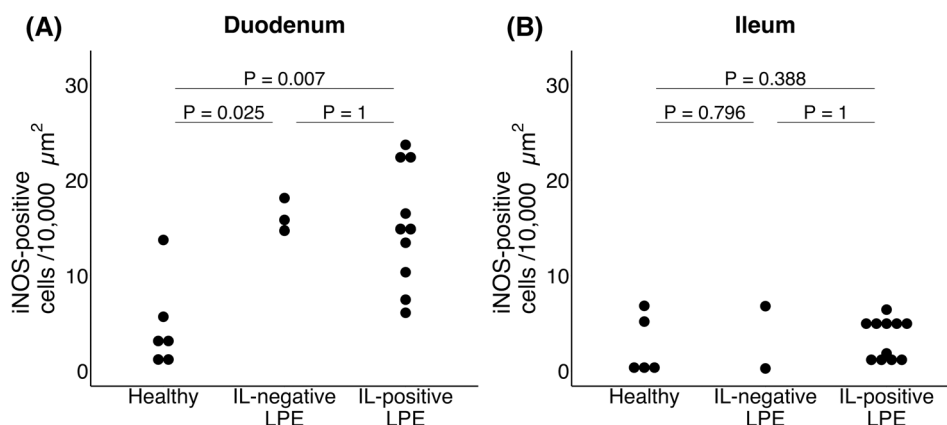 (A) Duodenum
iNOS-positive
cells /10,000 µm2
30
20
10
0
P = 0.007
P = 0.025
P = 1
Healthy
IL-negative
LPE
IL-positive
LPE
(B) Ileum
iNOS-positive
cells /10,000 µm2
30
20
10
0
P = 0.388
P = 0.796
P = 1
Healthy
IL-negative
LPE
IL-positive
LPE